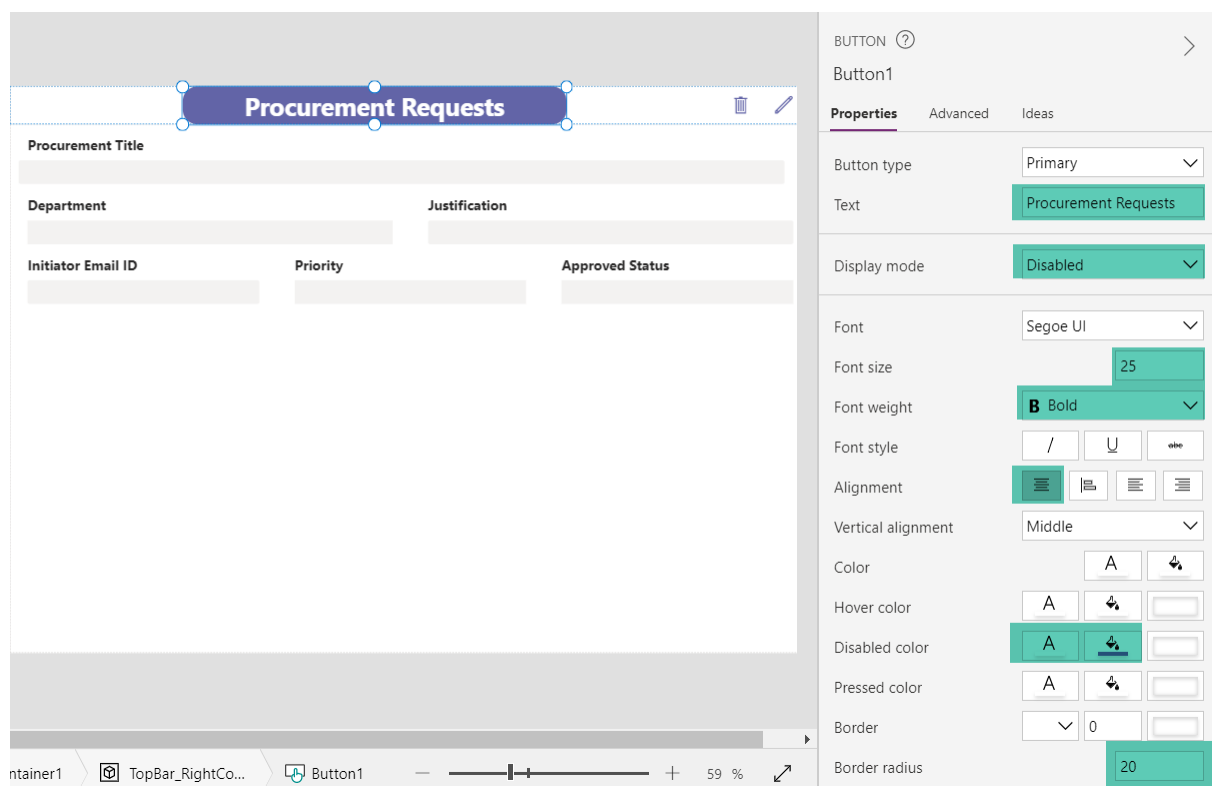 Procurement Requests
Procurement Title
Department Justification
Initiator Email ID Priority Approved Status
ntainer1 TopBar_RightCo... Button1 59 %
BUTTON ?
Button1
Properties Advanced Ideas
Button type Primary
Text Procurement Requests
Display mode Disabled
Font Segoe UI
Font size 25
Font weight B Bold
Font style / U abc
Alignment
Vertical alignment Middle
Color A
Hover color A
Disabled color A
Pressed color A
Border 0
Border radius 20